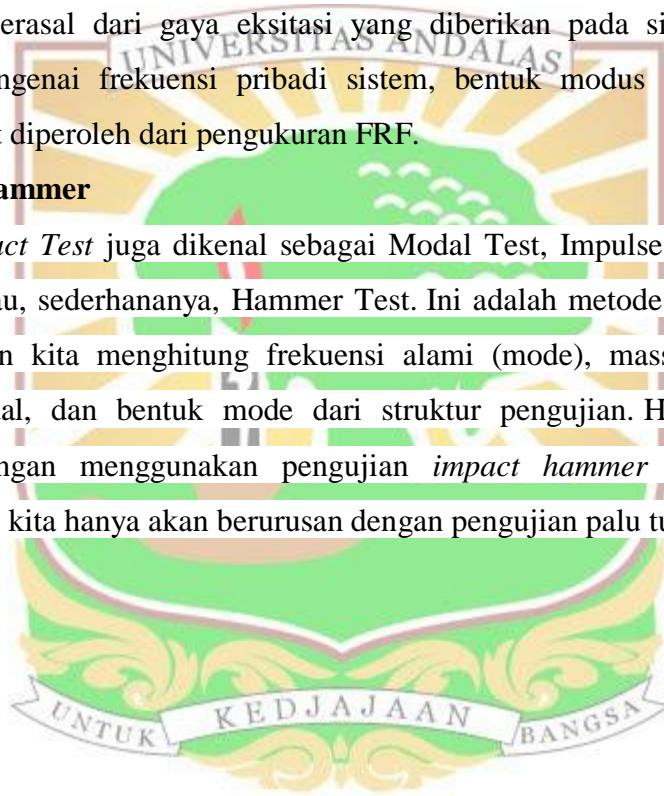 erasal dari gaya eksitasi yang diberikan pada si
UNIVERSITAS ANDALAS
ngenai frekuensi pribadi sistem, bentuk modus
diperoleh dari pengukuran FRF.
ammer
act Test juga dikenal sebagai Modal Test, Impulse
au, sederhananya, Hammer Test. Ini adalah metode
n kita menghitung frekuensi alami (mode), mass
al, dan bentuk mode dari struktur pengujian. H
ngan menggunakan pengujian impact hammer
kita hanya akan berurusan dengan pengujian palu tu
UNTUK KEDJAJAAN BANGSA